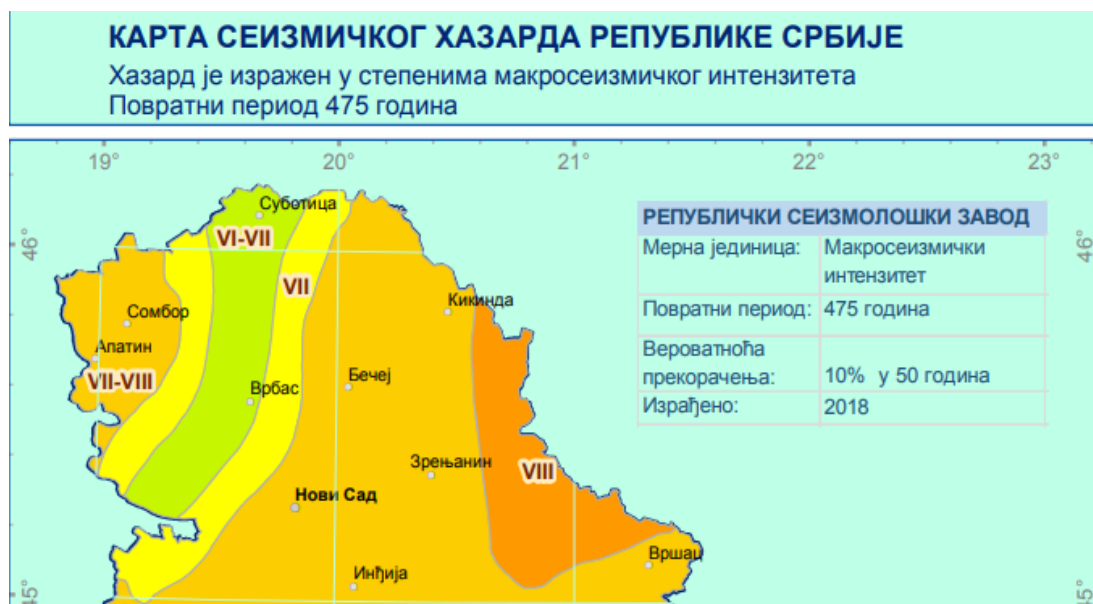 КАРТА СЕИЗМИЧКОГ ХАЗАРДА РЕПУБЛИКЕ СРБИЈЕ
Хазард је изражен у степенима макросеизмичког интензитета
Повратни период 475 година
19°
20°
21°
22°
23°
46°
46°
РЕПУБЛИЧКИ СЕИЗМОЛОШКИ ЗАВОД
Мерна јединица: Макросеизмички
интензитет
Повратни период: 475 година
Вероватноћа
прекорачења: 10% у 50 година
Израђено: 2018
Суботица
VI-VII
VII
Кикинда
Сомбор
Апатин
VII-VIII
Врбас
Бечеј
Зрењанин
VIII
Нови Сад
Вршац
Инђија
45°
45°